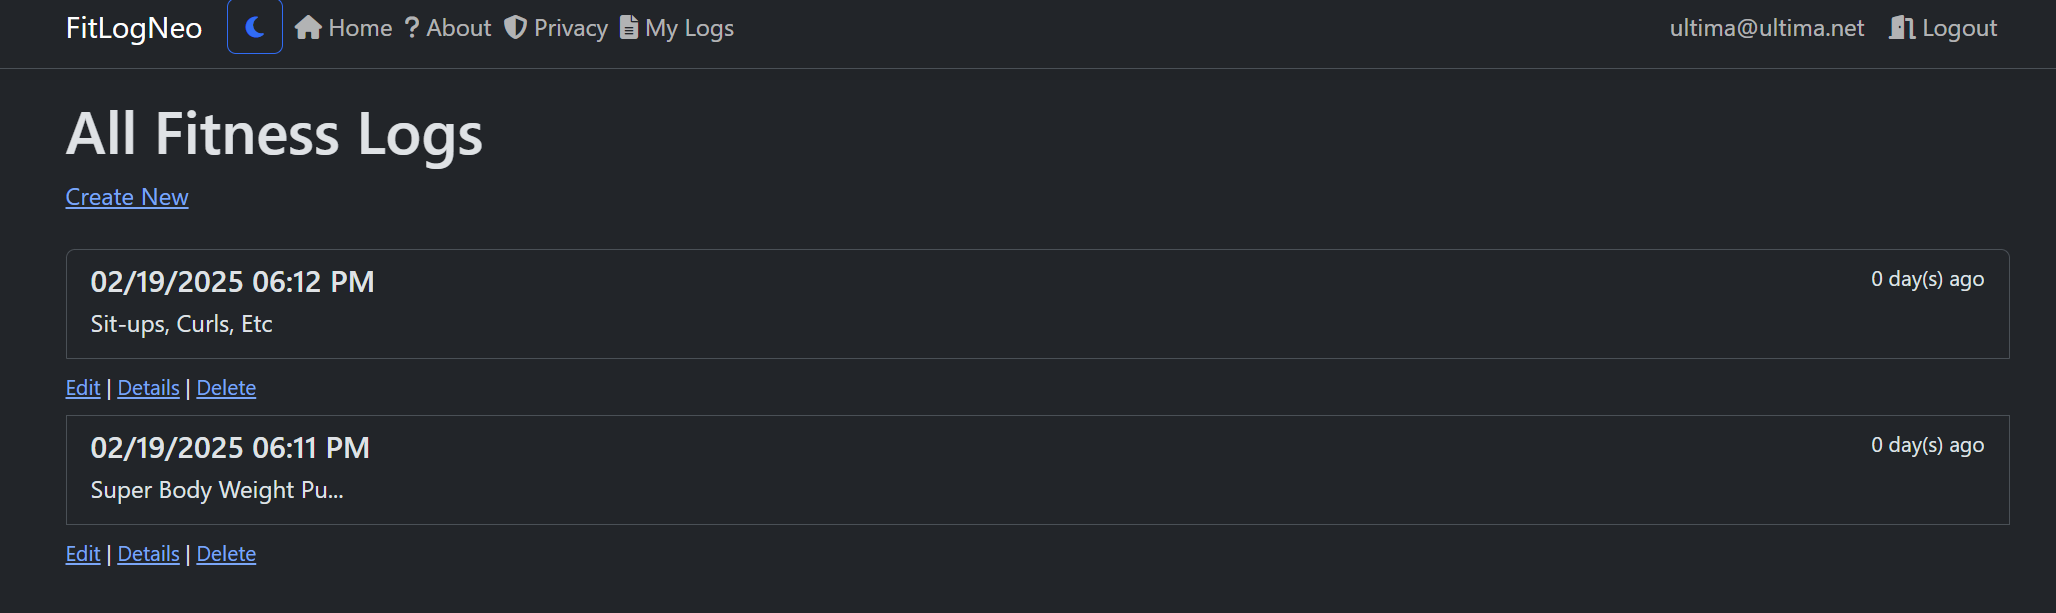 FitLogNeo Home ? About Privacy My Logs ultima@ultima.net Logout
All Fitness Logs
Create New
02/19/2025 06:12 PM 0 day(s) ago
Sit-ups, Curls, Etc
Edit | Details | Delete
02/19/2025 06:11 PM 0 day(s) ago
Super Body Weight Pu...
Edit | Details | Delete